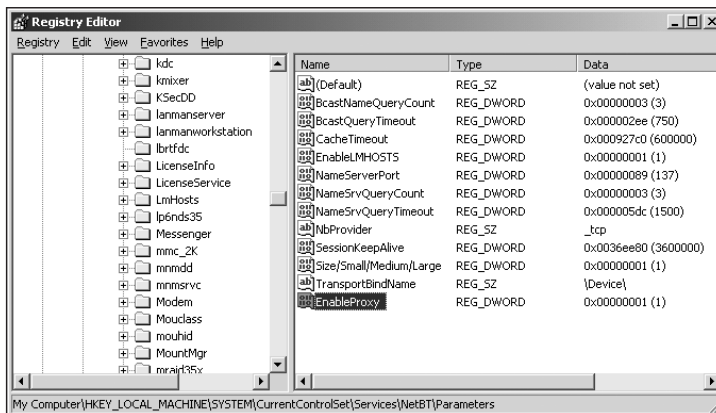 Registry Editor
Registry Edit View Favorites Help
kdc
kmixer
KSecDD
lanmanserver
lanmanworkstation
lbrtfdc
LicenseInfo
LicenseService
LmHosts
lp6nds35
Messenger
mmc_2K
mnmdd
mnmsrvc
Modem
Mouclass
mouhid
MountMgr
mraid35x
Name Type Data
(Default) REG_SZ (value not set)
BcastNameQueryCount REG_DWORD 0x00000003 (3)
BcastQueryTimeout REG_DWORD 0x000002ee (750)
CacheTimeout REG_DWORD 0x000927c0 (600000)
EnableLMHOSTS REG_DWORD 0x00000001 (1)
NameServerPort REG_DWORD 0x00000089 (137)
NameSrvQueryCount REG_DWORD 0x00000003 (3)
NameSrvQueryTimeout REG_DWORD 0x000005dc (1500)
NbProvider REG_SZ _tcp
SessionKeepAlive REG_DWORD 0x0036ee80 (3600000)
Size/Small/Medium/Large REG_DWORD 0x00000001 (1)
TransportBindName REG_SZ \Device\
EnableProxy REG_DWORD 0x00000001 (1)
My Computer\HKEY_LOCAL_MACHINE\SYSTEM\CurrentControlSet\Services\NetBT\Parameters